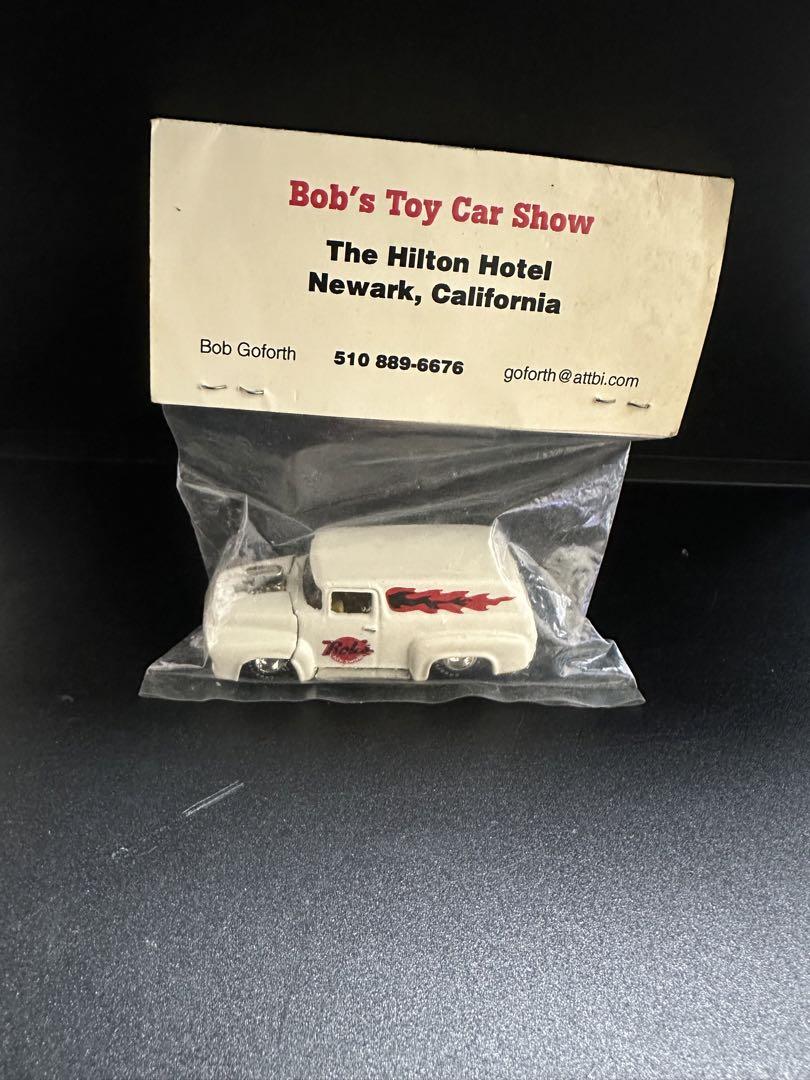 Bob's Toy Car Show
The Hilton Hotel
Newark, California
Bob Goforth 510 889-6676 goforth@attbi.com
Bob's